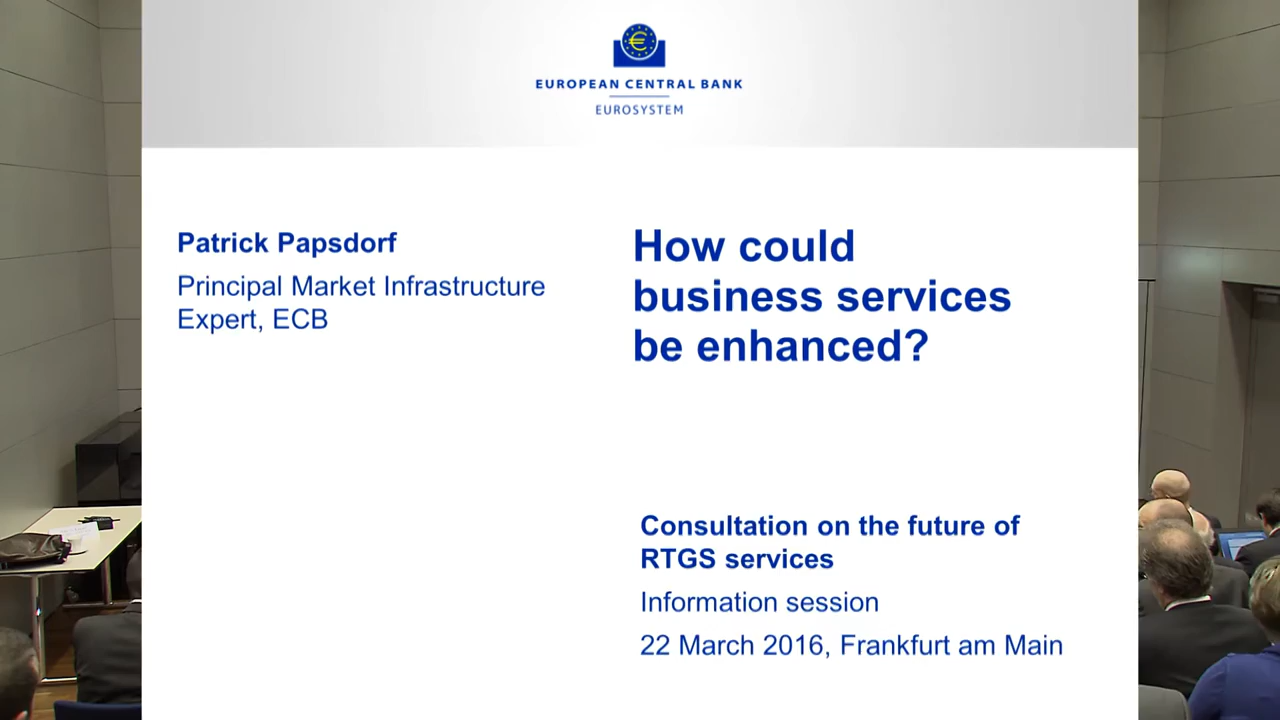 EUROPEAN CENTRAL BANK
EUROSYSTEM
Patrick Papsdorf
Principal Market Infrastructure
Expert, ECB
How could
business services
be enhanced?
Consultation on the future of
RTGS services
Information session
22 March 2016, Frankfurt am Main